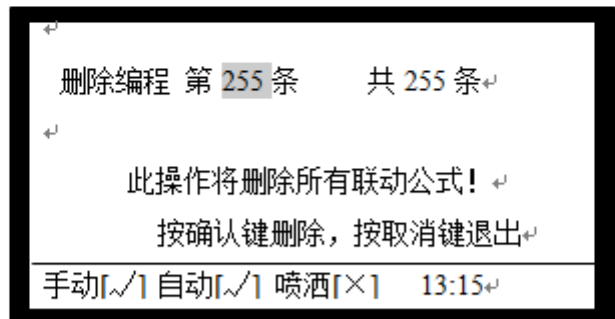 删除编程 第 255 条 共 255 条
此操作将删除所有联动公式!
按确认键删除，按取消键退出
手动[√] 自动[√] 喷洒[×] 13:15